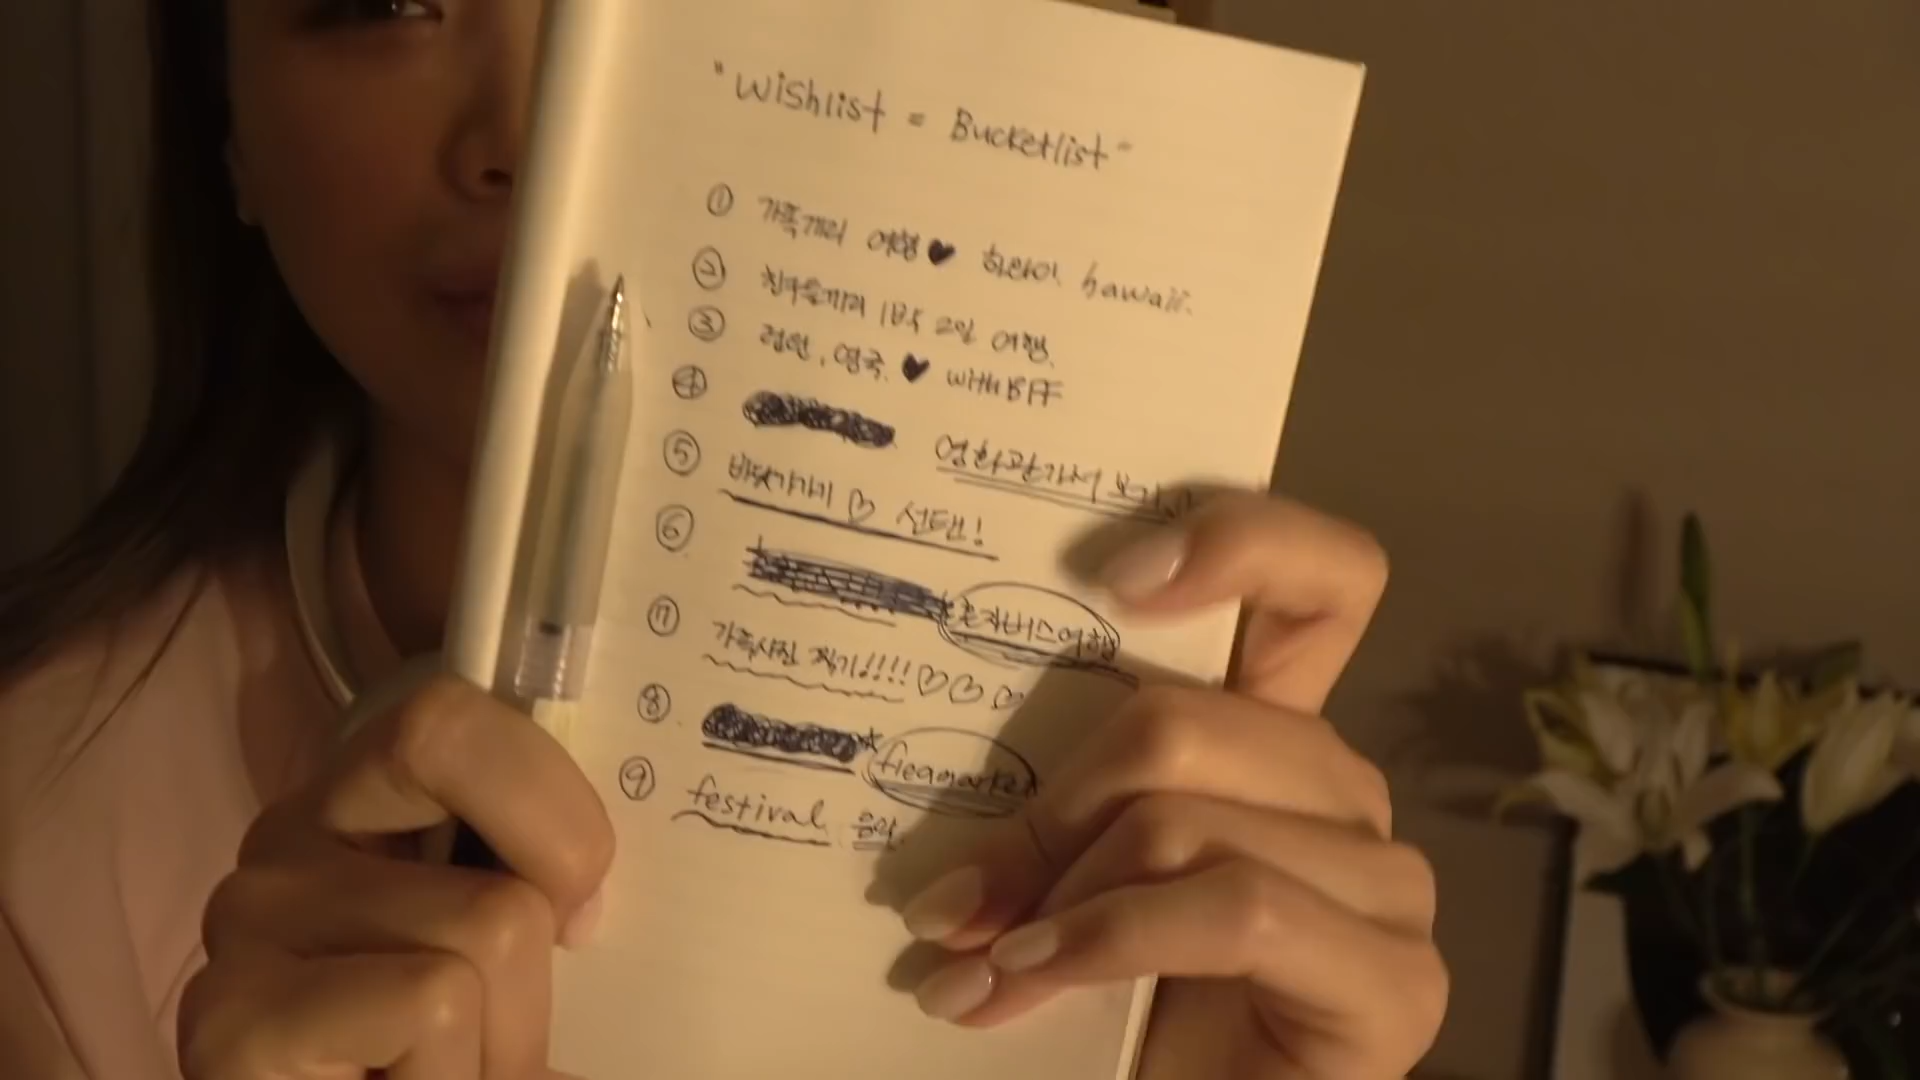 "Wishlist = Bucketlist"
① 가족끼리 여행 ♥ 하와이. hawaii.
② 친구들끼리 1박 2일 여행.
③ 런던, 영국. ♥ with BFF
④ 영화관가서 보기
⑤ 바닷가가기 ♡ 선탠!
⑥ 혼자버스여행
⑦ 가족사진 찍기!!!! ♡♡♡
⑧. ☆ fleamarket
⑨ festival 음악.